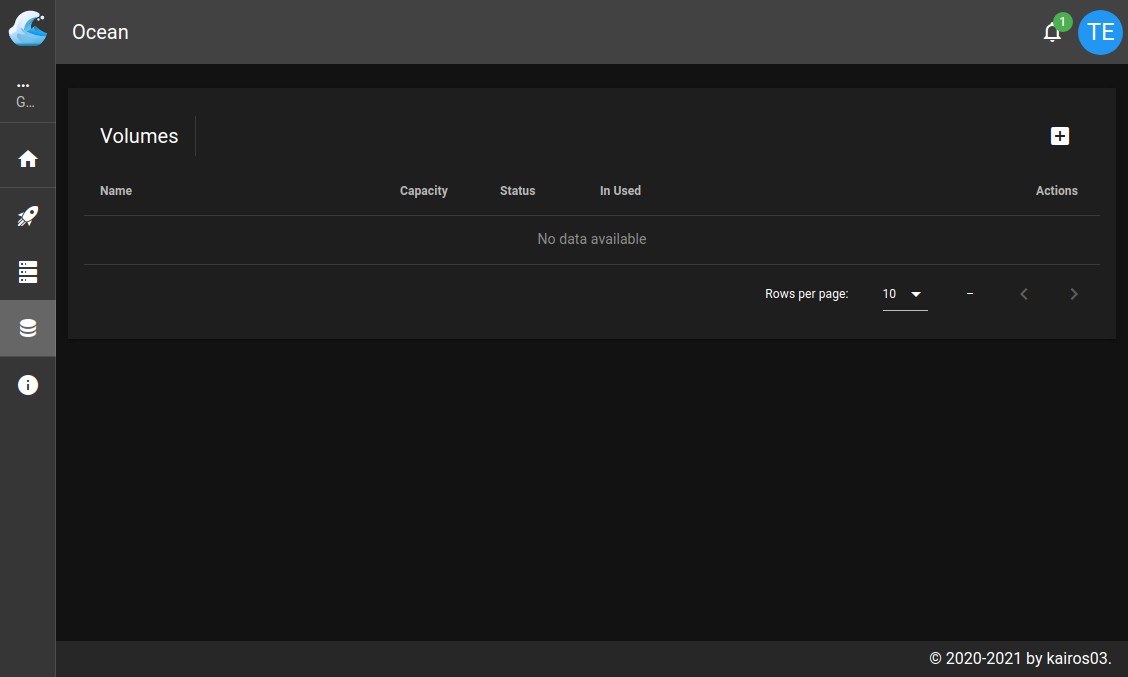 Ocean
1
TE
...
G...
Volumes
Name Capacity Status In Used Actions
No data available
Rows per page: 10 –
© 2020-2021 by kairos03.